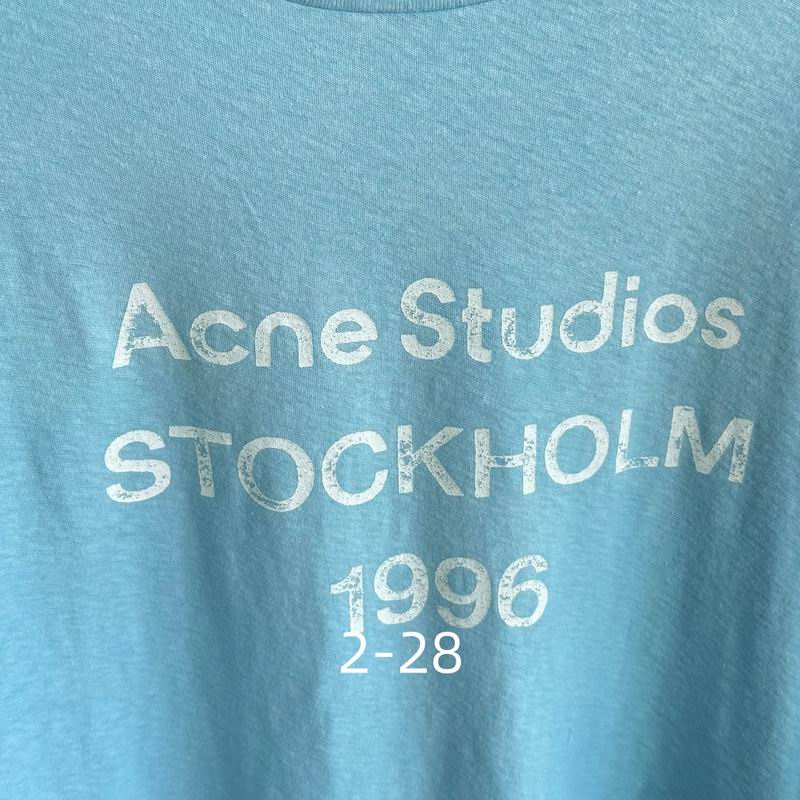 Acne Studios
STOCKHOLM
1996
2-28